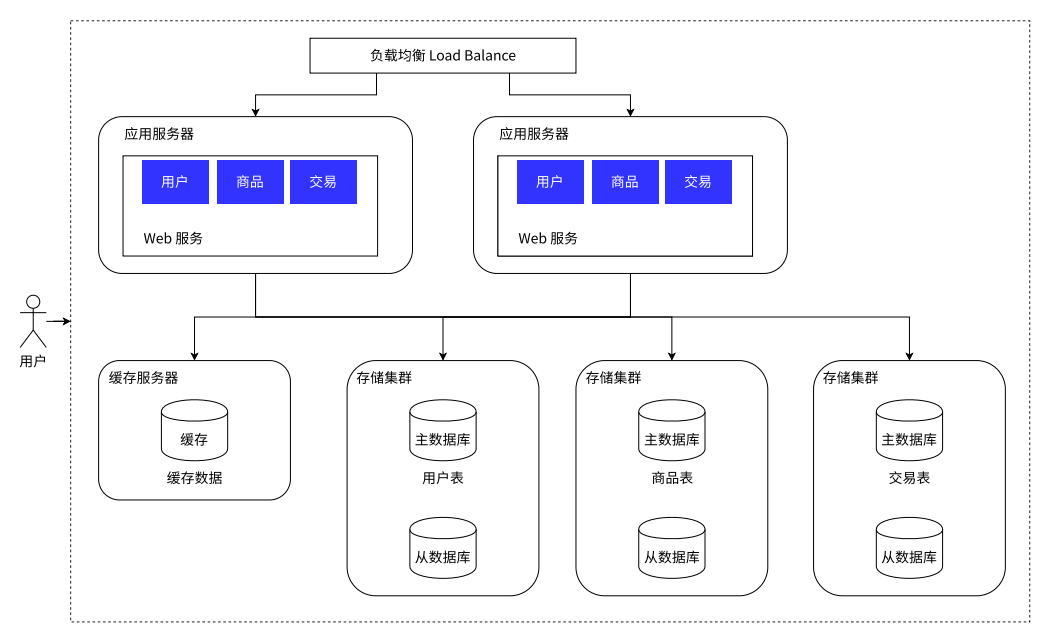 负载均衡 Load Balance
应用服务器
应用服务器
用户 商品 交易
用户 商品 交易
Web 服务
Web 服务
用户
缓存服务器
存储集群
存储集群
存储集群
缓存
主数据库
主数据库
主数据库
缓存数据
用户表
商品表
交易表
从数据库
从数据库
从数据库